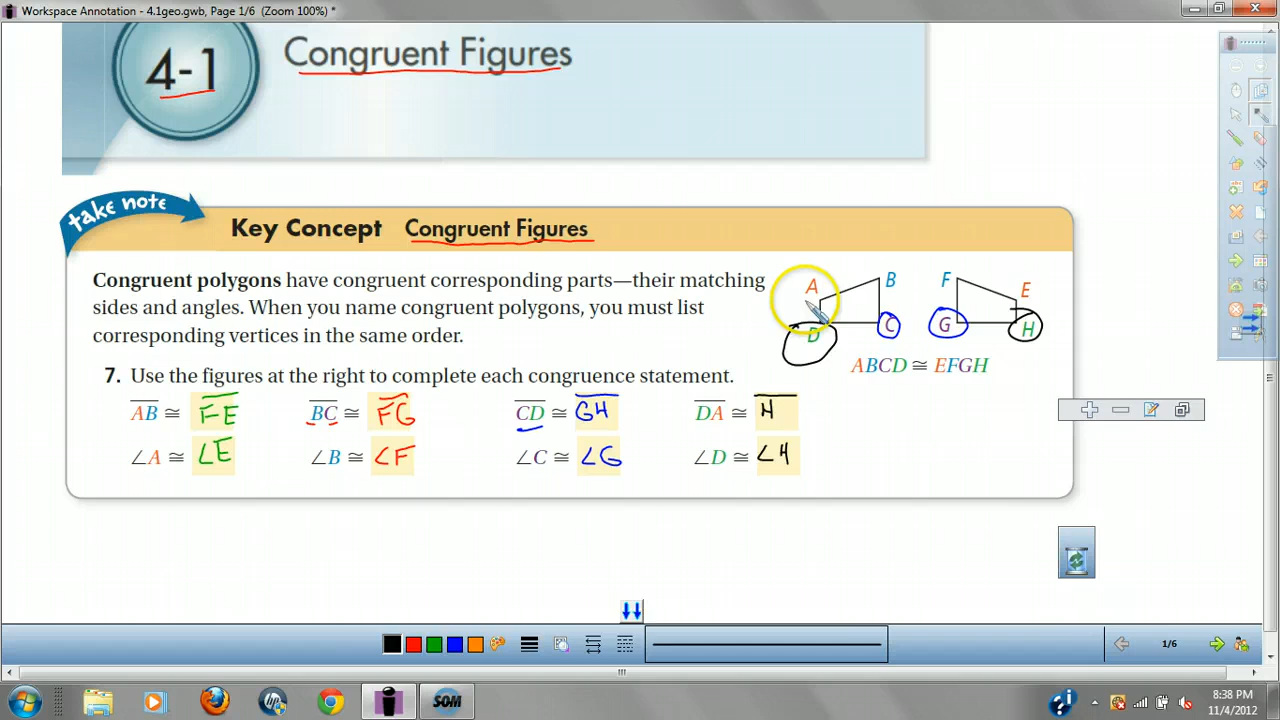 Workspace Annotation - 4.1geo.gwb, Page 1/6 (Zoom 100%) *
4-1 Congruent Figures
take note
Key Concept Congruent Figures
Congruent polygons have congruent corresponding parts—their matching
sides and angles. When you name congruent polygons, you must list
corresponding vertices in the same order.
A B F E
D C G H
ABCD ≅ EFGH
7. Use the figures at the right to complete each congruence statement.
AB ≅ FE BC ≅ FG CD ≅ GH DA ≅ H
∠A ≅ ∠E ∠B ≅ ∠F ∠C ≅ ∠G ∠D ≅ ∠H
1/6
SOM
8:38 PM
11/4/2012